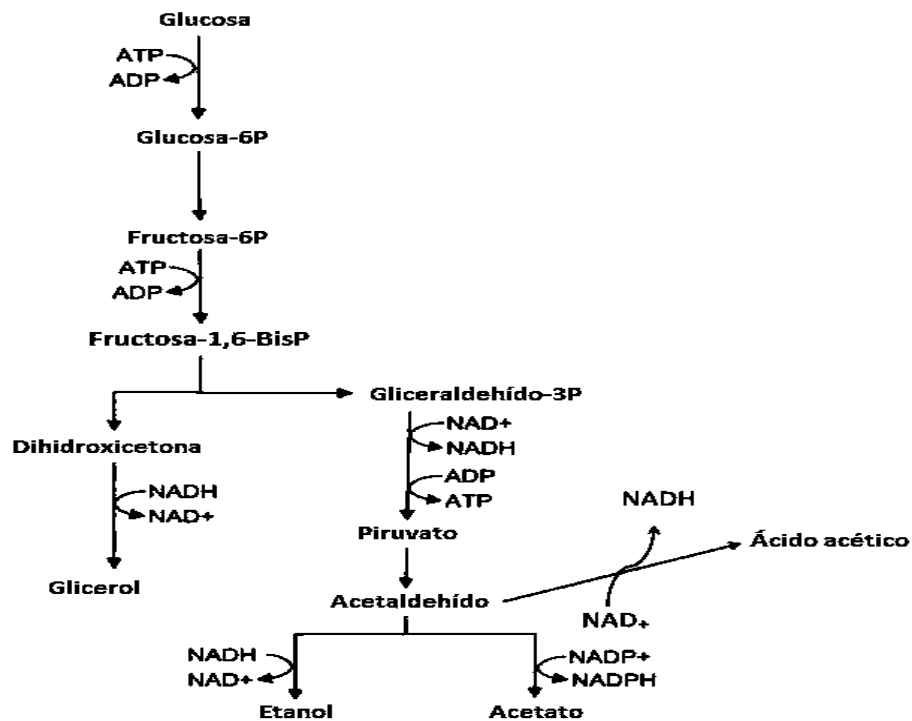 Glucosa
ATP
ADP
Glucosa-6P
Fructosa-6P
ATP
ADP
Fructosa-1,6-BisP
Gliceraldehído-3P
NAD+
NADH
Dihidroxicetona
ADP
ATP
NADH
NAD+
NADH
Piruvato
Ácido acético
Glicerol
Acetaldehído
NAD+
NADH
NAD+
NADP+
NADPH
Etanol
Acetato